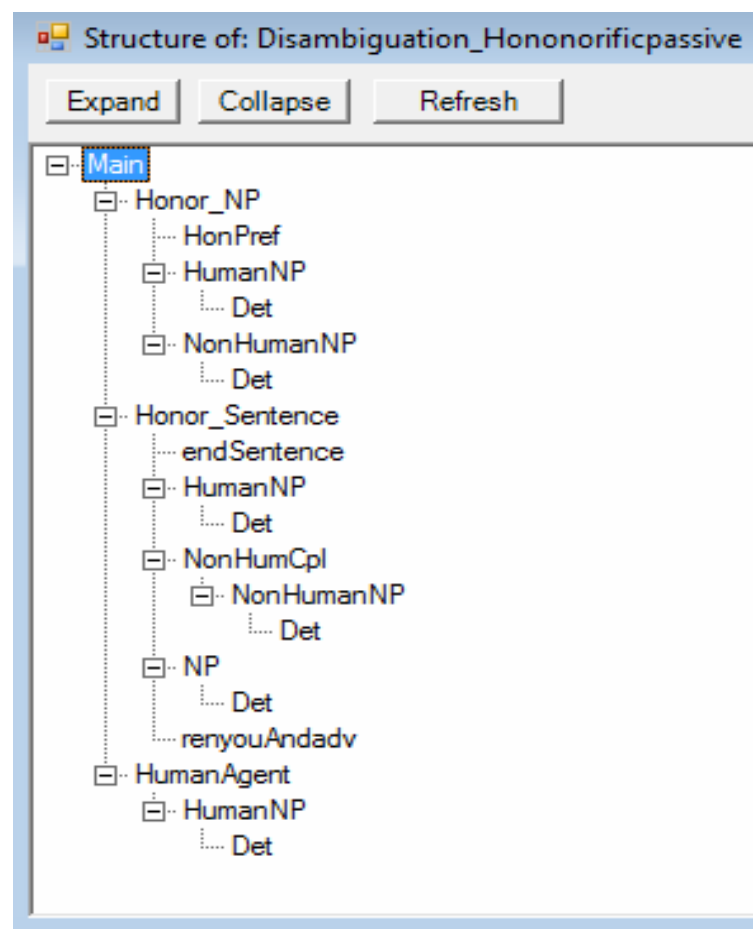 Structure of: Disambiguation_Hononorificpassive
Expand Collapse Refresh
Main
Honor_NP
HonPref
HumanNP
Det
NonHumanNP
Det
Honor_Sentence
endSentence
HumanNP
Det
NonHumCpl
NonHumanNP
Det
NP
Det
renyouAndadv
HumanAgent
HumanNP
Det